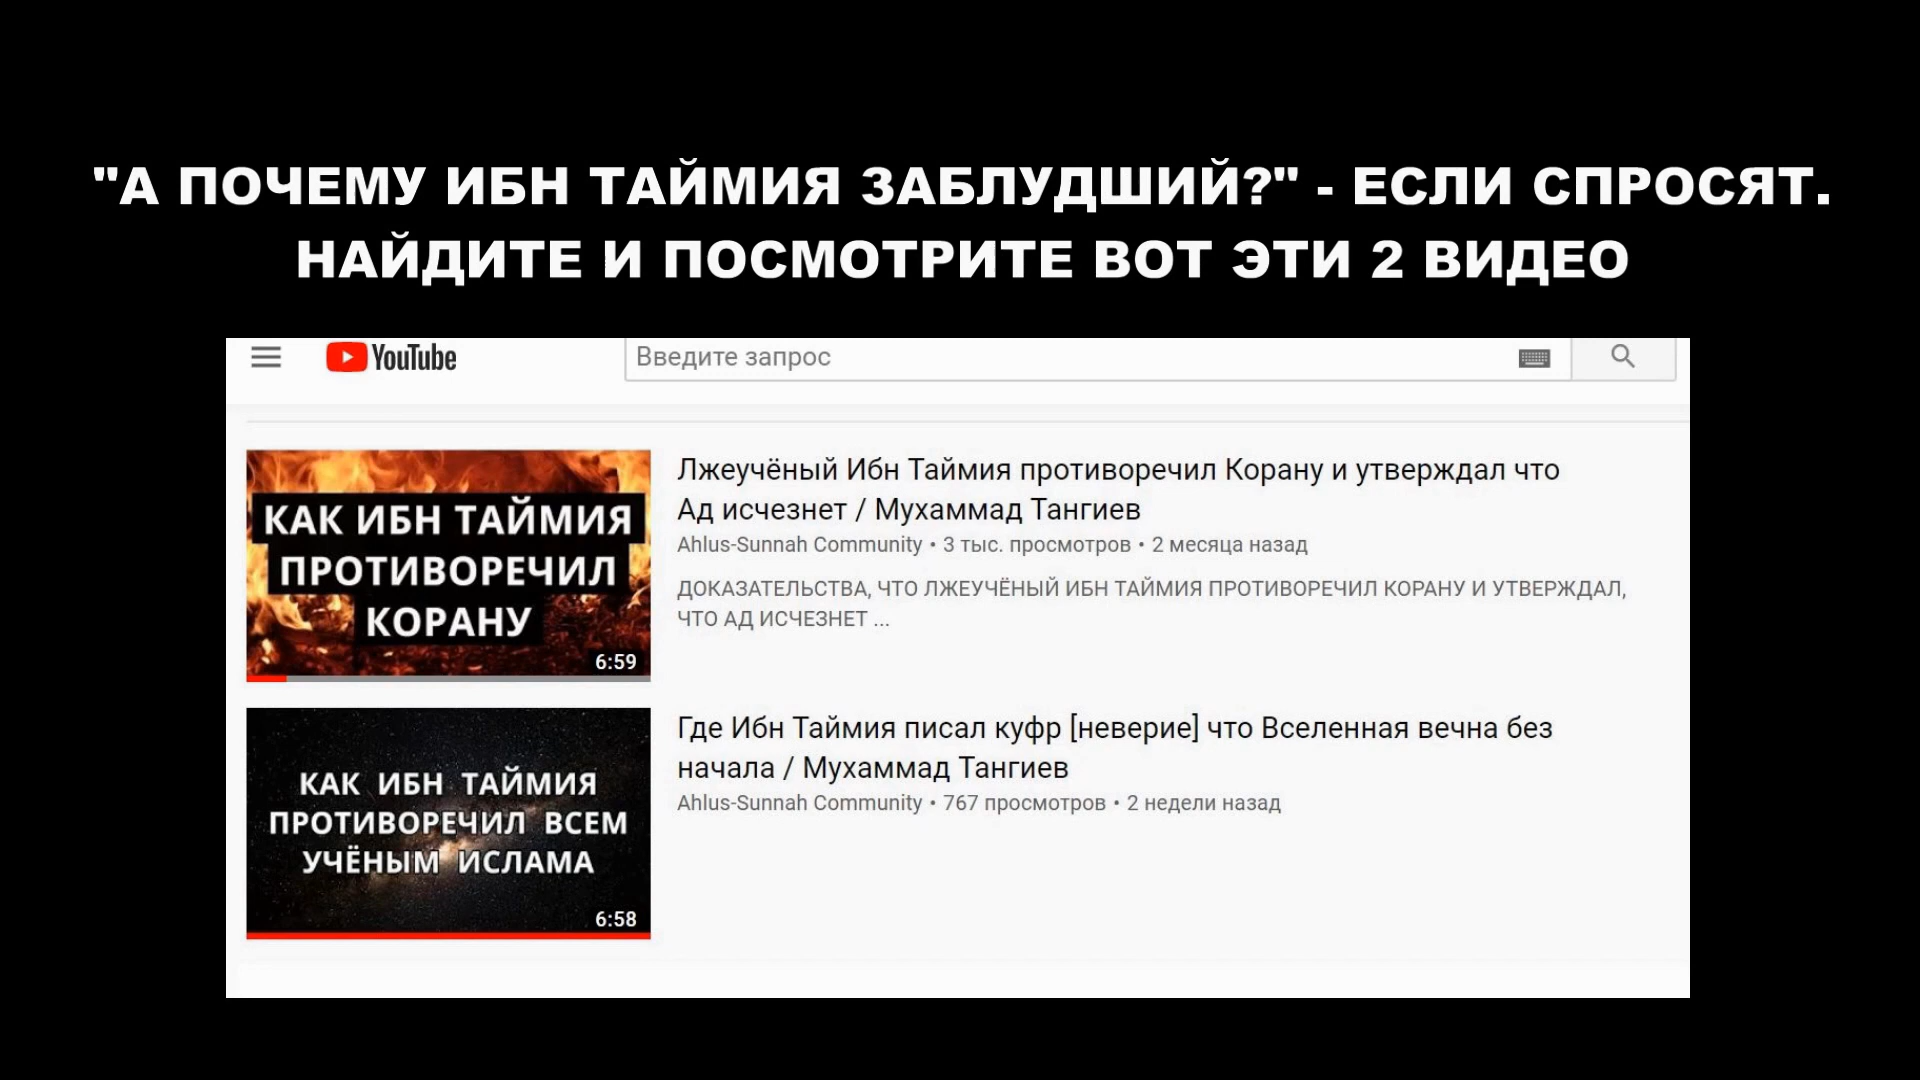 "А ПОЧЕМУ ИБН ТАЙМИЯ ЗАБЛУДШИЙ?" - ЕСЛИ СПРОСЯТ.
НАЙДИТЕ И ПОСМОТРИТЕ ВОТ ЭТИ 2 ВИДЕО
YouTube
Введите запрос
КАК ИБН ТАЙМИЯ
ПРОТИВОРЕЧИЛ
КОРАНУ
6:59
Лжеучёный Ибн Таймия противоречил Корану и утверждал что
Ад исчезнет / Мухаммад Тангиев
Ahlus-Sunnah Community • 3 тыс. просмотров • 2 месяца назад
ДОКАЗАТЕЛЬСТВА, ЧТО ЛЖЕУЧЁНЫЙ ИБН ТАЙМИЯ ПРОТИВОРЕЧИЛ КОРАНУ И УТВЕРЖДАЛ,
ЧТО АД ИСЧЕЗНЕТ ...
КАК ИБН ТАЙМИЯ
ПРОТИВОРЕЧИЛ ВСЕМ
УЧЁНЫМ ИСЛАМА
6:58
Где Ибн Таймия писал куфр [неверие] что Вселенная вечна без
начала / Мухаммад Тангиев
Ahlus-Sunnah Community • 767 просмотров • 2 недели назад